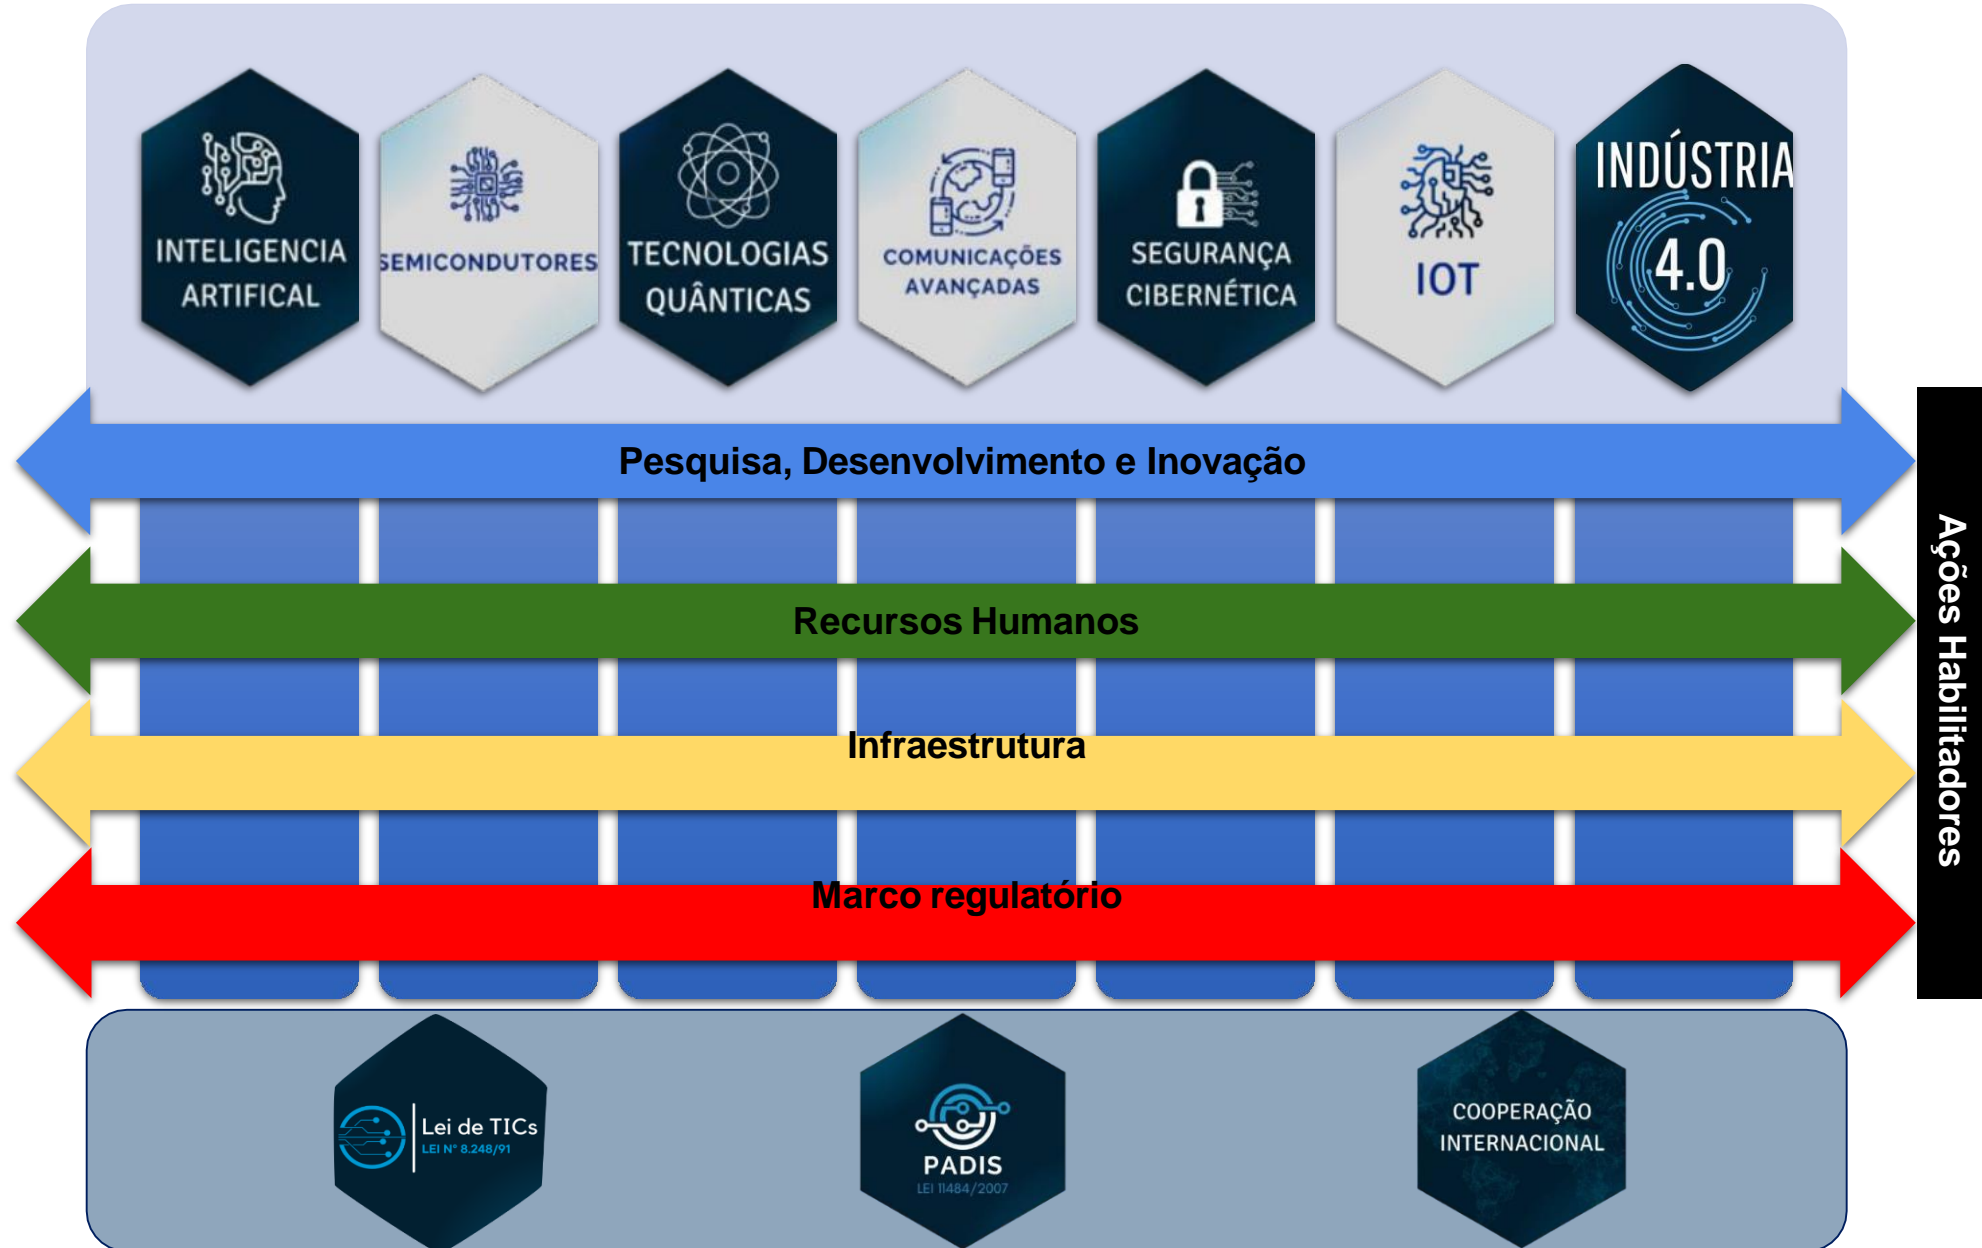 INTELIGENCIA
ARTIFICAL
SEMICONDUTORES
TECNOLOGIAS
QUÂNTICAS
COMUNICAÇÕES
AVANÇADAS
SEGURANÇA
CIBERNÉTICA
IOT
INDÚSTRIA
4.0
Pesquisa, Desenvolvimento e Inovação
Recursos Humanos
Infraestrutura
Marco regulatório
Ações Habilitadores
Lei de TICs
LEI Nº 8.248/91
PADIS
LEI 11484/2007
COOPERAÇÃO
INTERNACIONAL